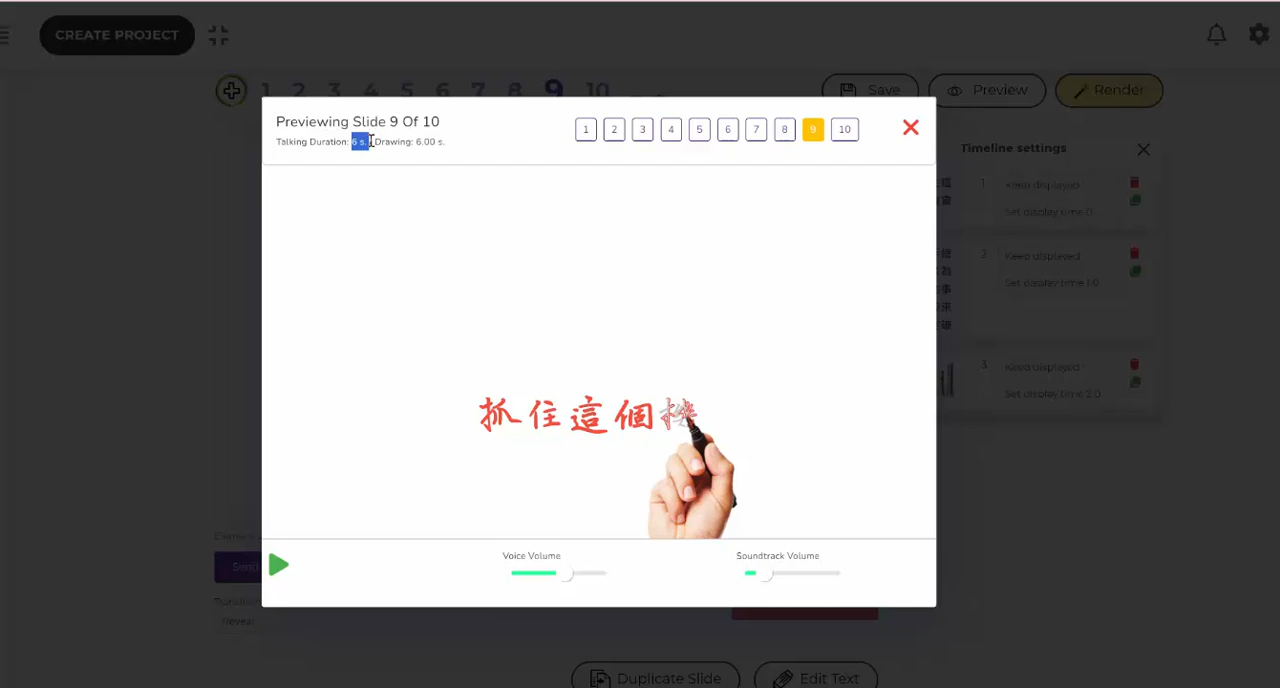 CREATE PROJECT
1 2 3 4 5 6 7 8 9 10
Save
Preview
Render
Previewing Slide 9 Of 10
Talking Duration: 6 s. Drawing: 6.00 s.
1 2 3 4 5 6 7 8 9 10
Timeline settings
1
Keep displayed
Set display time 0
2
Keep displayed
Set display time 1.0
3
Keep displayed
Set display time 2.0
抓住這個
Voice Volume
Soundtrack Volume
Send
Reveal
Duplicate Slide
Edit Text